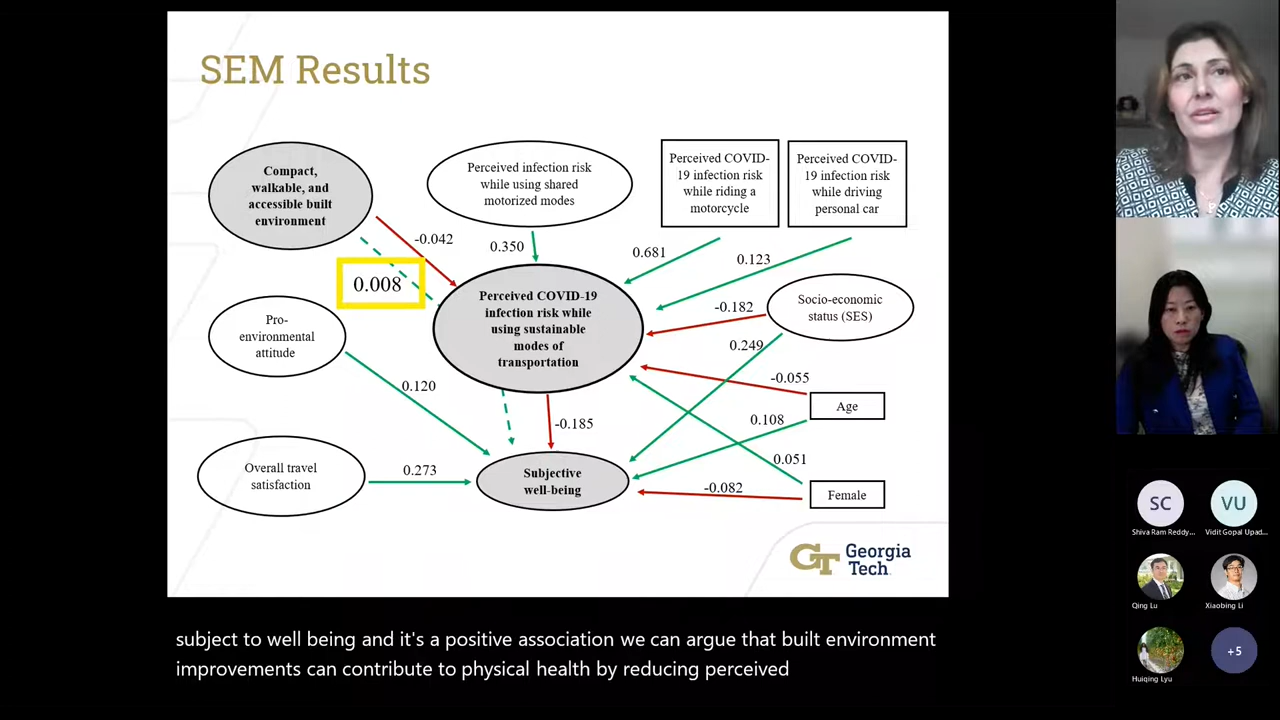 SEM Results
Compact,
walkable, and
accessible built
environment
Perceived infection risk
while using shared
motorized modes
Perceived COVID-
19 infection risk
while riding a
motorcycle
Perceived COVID-
19 infection risk
while driving
personal car
-0.042
0.350
0.681
0.123
0.008
Pro-
environmental
attitude
Perceived COVID-19
infection risk while
using sustainable
modes of
transportation
-0.182
Socio-economic
status (SES)
0.249
-0.055
Age
0.120
-0.185
0.108
0.051
Overall travel
satisfaction
0.273
Subjective
well-being
-0.082
Female
GT Georgia
Tech
subject to well being and it's a positive association we can argue that built environment
improvements can contribute to physical health by reducing perceived
SC
VU
Shiva Ram Reddy...
Vidit Gopal Upad...
Qing Lu
Xiaobing Li
Huiqing Lyu
+5